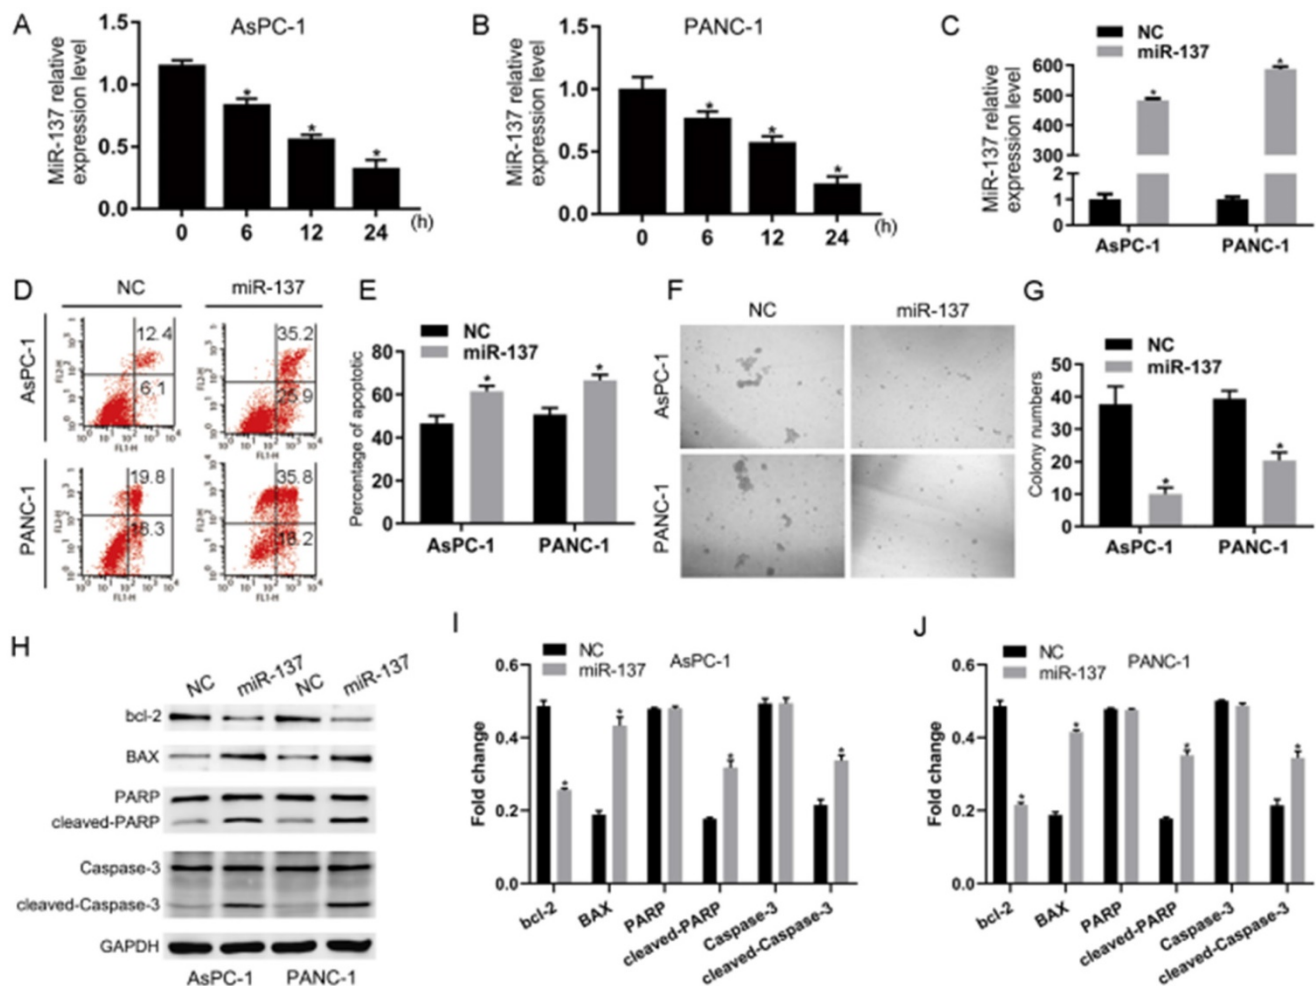 A
AsPC-1
MiR-137 relative
expression level
1.5
1.0
0.5
0.0
0
6
12
24
(h)
*
*
*
B
PANC-1
MiR-137 relative
expression level
1.5
1.0
0.5
0.0
0
6
12
24
(h)
*
*
*
C
NC
miR-137
MiR-137 relative
expression level
600
500
400
300
2
1
0
*
*
AsPC-1
PANC-1
D
NC
miR-137
AsPC-1
PANC-1
12.4
6.1
35.2
25.9
19.8
35.8
FL2-H
FL1-H
FL2-H
FL1-H
FL2-H
FL1-H
FL2-H
FL1-H
E
NC
miR-137
Percentage of apoptotic
80
60
40
20
0
*
*
AsPC-1
PANC-1
F
NC
miR-137
AsPC-1
PANC-1
G
NC
miR-137
Colony numbers
50
40
30
20
10
0
*
*
AsPC-1
PANC-1
H
NC
miR-137
NC
miR-137
bcl-2
BAX
PARP
cleaved-PARP
Caspase-3
cleaved-Caspase-3
GAPDH
AsPC-1
PANC-1
I
NC
miR-137
AsPC-1
Fold change
0.6
0.4
0.2
0.0
*
*
*
*
bcl-2
BAX
PARP
cleaved-PARP
Caspase-3
cleaved-Caspase-3
J
NC
miR-137
PANC-1
Fold change
0.6
0.4
0.2
0.0
*
*
*
*
bcl-2
BAX
PARP
cleaved-PARP
Caspase-3
cleaved-Caspase-3